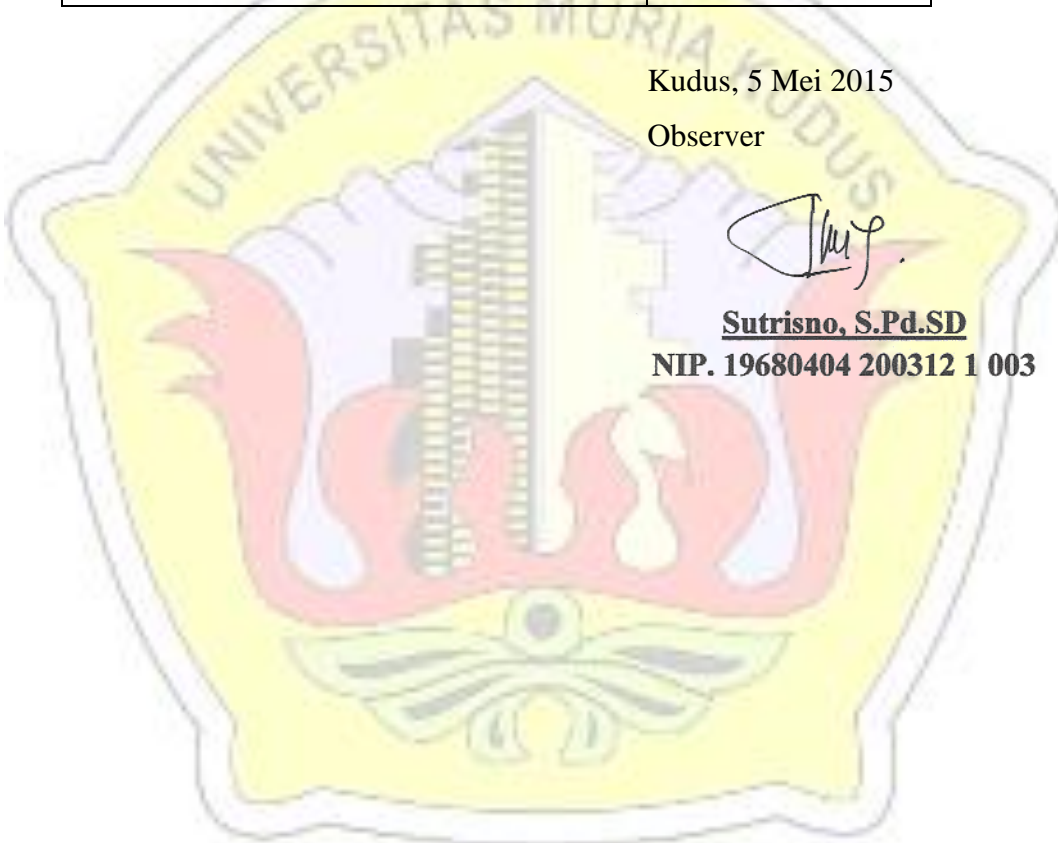 UNIVERSITAS MURIA KUDUS
Kudus, 5 Mei 2015
Observer
Sutrisno, S.Pd.SD
NIP. 19680404 200312 1 003